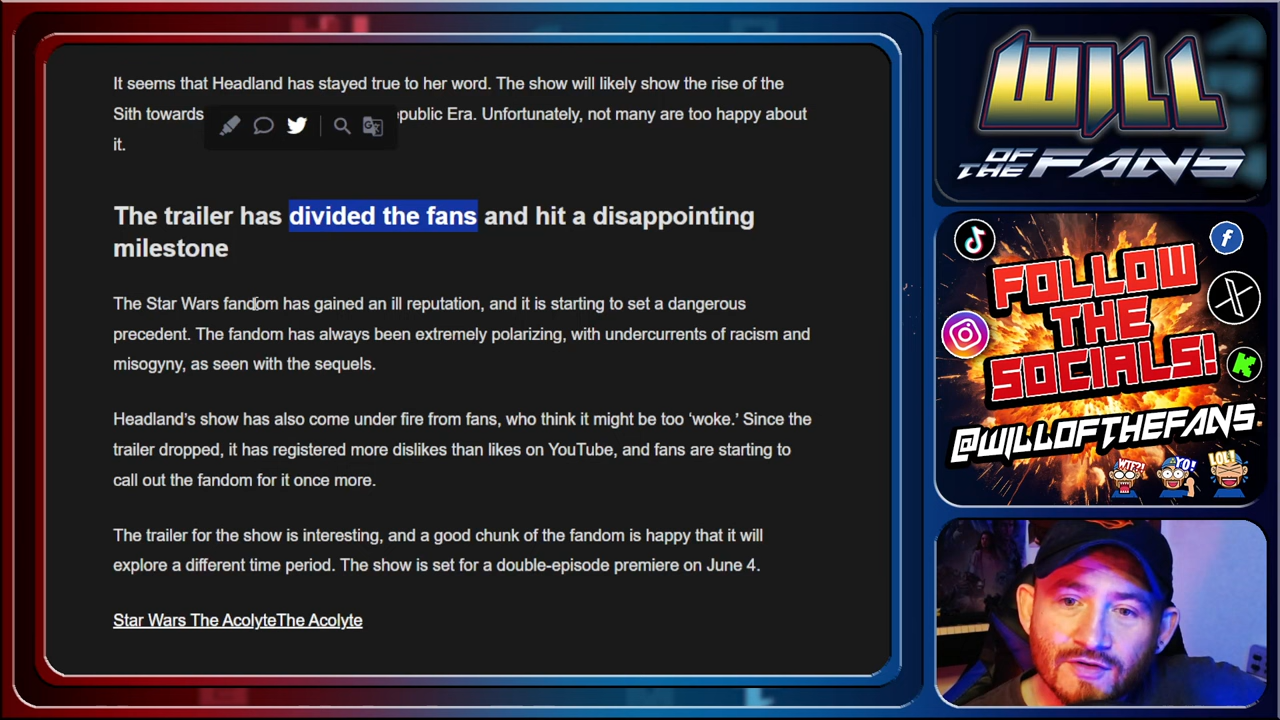 It seems that Headland has stayed true to her word. The show will likely show the rise of the
Sith towards
public Era. Unfortunately, not many are too happy about
it.
The trailer has divided the fans and hit a disappointing
milestone
The Star Wars fandom has gained an ill reputation, and it is starting to set a dangerous
precedent. The fandom has always been extremely polarizing, with undercurrents of racism and
misogyny, as seen with the sequels.
Headland's show has also come under fire from fans, who think it might be too 'woke.' Since the
trailer dropped, it has registered more dislikes than likes on YouTube, and fans are starting to
call out the fandom for it once more.
The trailer for the show is interesting, and a good chunk of the fandom is happy that it will
explore a different time period. The show is set for a double-episode premiere on June 4.
Star Wars The AcolyteThe Acolyte
WILL
OF THE FANS
FOLLOW
THE
SOCIALS!
@WILLOFTHEFANS
WTF?!
YO!
LOL!